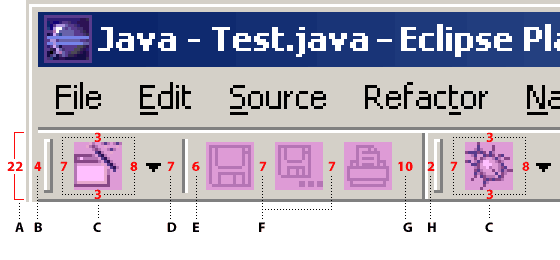 Java - Test.java - Eclipse Pla
File Edit Source Refactor Na
3 3
22 4 7 8 7 6 7 7 10 2 7 8
3 3
A B C D E F G H C